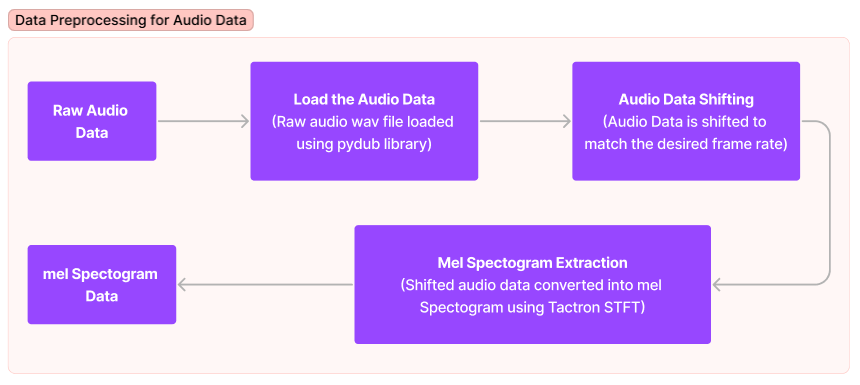 Data Preprocessing for Audio Data
Raw Audio
Data
Load the Audio Data
(Raw audio wav file loaded
using pydub library)
Audio Data Shifting
(Audio Data is shifted to
match the desired frame rate)
Mel Spectogram Extraction
(Shifted audio data converted into mel
Spectogram using Tactron STFT)
mel Spectogram
Data